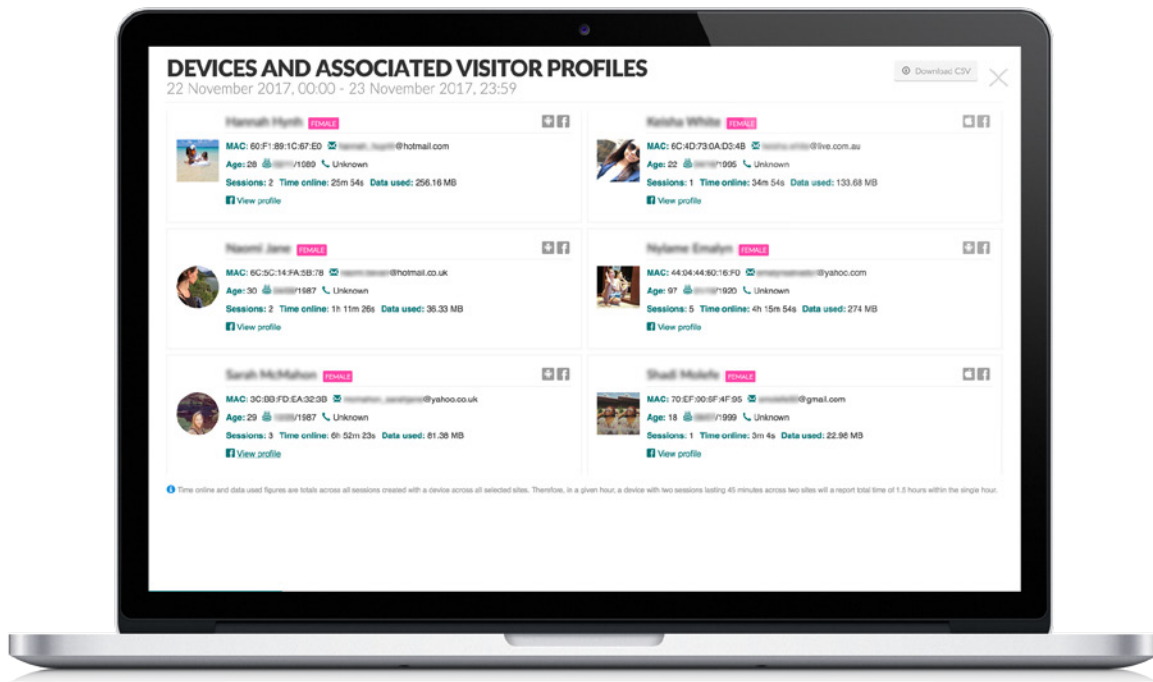 DEVICES AND ASSOCIATED VISITOR PROFILES
22 November 2017, 00:00 - 23 November 2017, 23:59
Download CSV
FEMALE
MAC: 60:F1:89:1C:67:E0 @hotmail.com
Age: 28 /1989 Unknown
Sessions: 2 Time online: 25m 54s Data used: 256.16 MB
View profile
FEMALE
MAC: 6C:4D:73:0A:D3:4B @live.com.au
Age: 22 /1995 Unknown
Sessions: 1 Time online: 34m 54s Data used: 133.68 MB
View profile
FEMALE
MAC: 6C:5C:14:FA:5B:78 @hotmail.co.uk
Age: 30 /1987 Unknown
Sessions: 2 Time online: 1h 11m 26s Data used: 36.33 MB
View profile
FEMALE
MAC: 44:04:44:60:16:F0 @yahoo.com
Age: 97 /1920 Unknown
Sessions: 5 Time online: 4h 15m 54s Data used: 274 MB
View profile
FEMALE
MAC: 3C:BB:FD:EA:32:3B @yahoo.co.uk
Age: 29 /1987 Unknown
Sessions: 3 Time online: 6h 52m 23s Data used: 81.38 MB
View profile
FEMALE
MAC: 70:EF:00:6F:4F:95 @gmail.com
Age: 18 /1999 Unknown
Sessions: 1 Time online: 3m 4s Data used: 22.96 MB
View profile
Time online and data used figures are totals across all sessions created with a device across all selected sites. Therefore, in a given hour, a device with two sessions lasting 45 minutes across two sites will a report total time of 1.5 hours within the single hour.